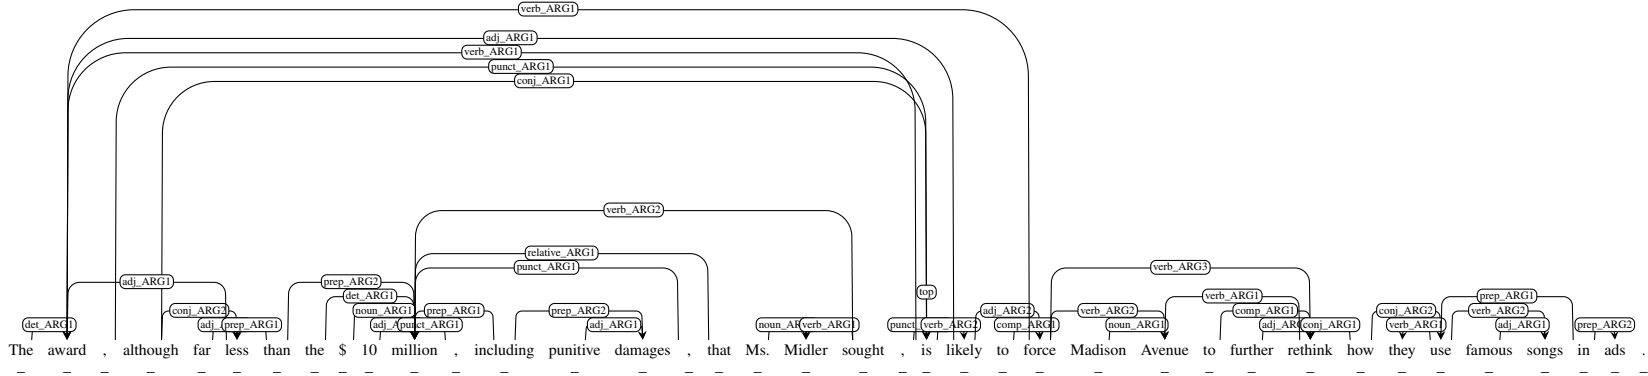 verb_ARG1
adj_ARG1
verb_ARG1
punct_ARG1
conj_ARG1
verb_ARG2
relative_ARG1
punct_ARG1 verb_ARG3
adj_ARG1 prep_ARG2
top
det_ARG1 verb_ARG1 prep_ARG1
conj_ARG2 noun_ARG1 prep_ARG1 prep_ARG2 adj_ARG2 verb_ARG2 comp_ARG1 conj_ARG2 verb_ARG2
det_ARG1 prep_ARG1 punct_ARG1 adj_ARG1 verb_ARG1 verb_ARG2 comp_ARG1 noun_ARG1 conj_ARG1 verb_ARG1 adj_ARG1 prep_ARG2
The award , although far less than the $ 10 million , including punitive damages , that Ms. Midler sought , is likely to force Madison Avenue to further rethink how they use famous songs in ads .